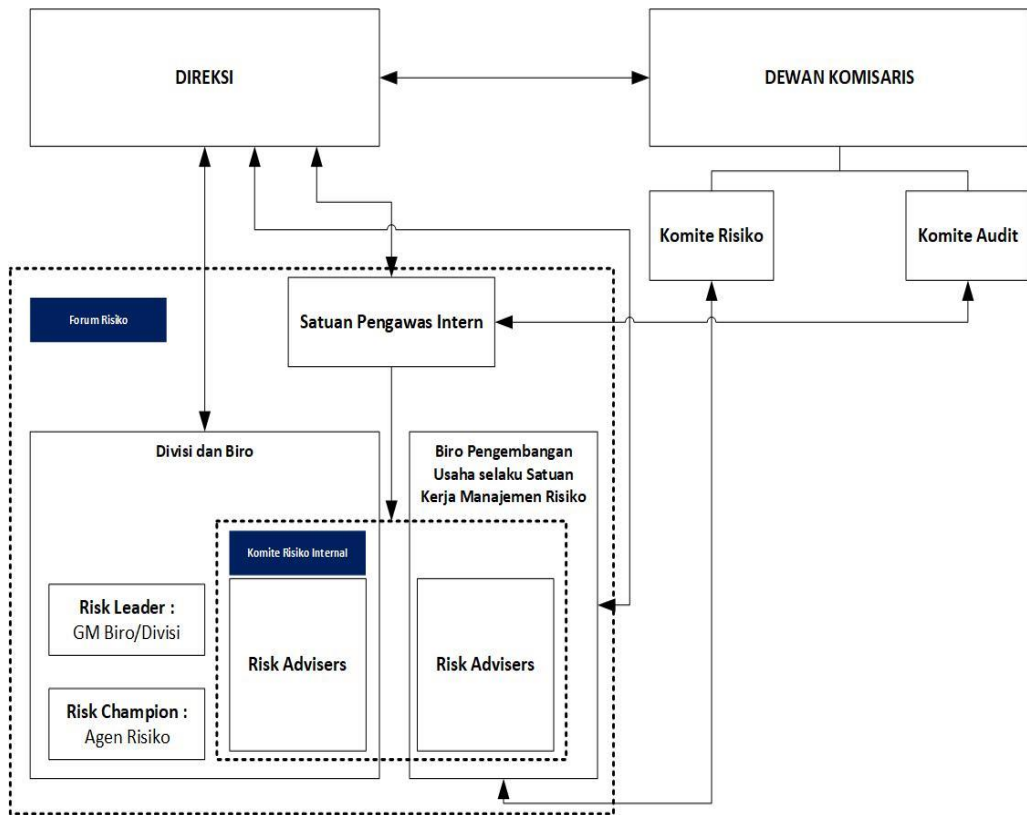 DIREKSI
DEWAN KOMISARIS
Komite Risiko
Komite Audit
Forum Risiko
Satuan Pengawas Intern
Divisi dan Biro
Biro Pengembangan
Usaha selaku Satuan
Kerja Manajemen Risiko
Komite Risiko Internal
Risk Leader :
GM Biro/Divisi
Risk Advisers
Risk Advisers
Risk Champion :
Agen Risiko